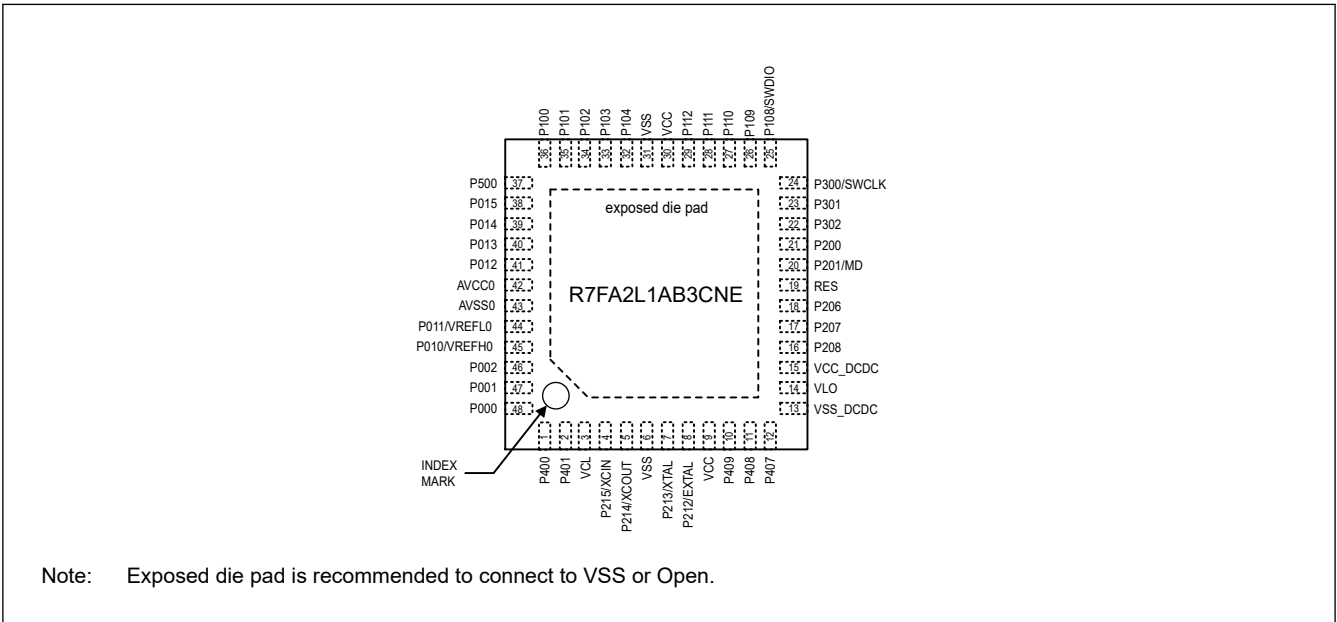 P100
P101
P102
P103
P104
VSS
VCC
P112
P111
P110
P109
P108/SWDIO
36
35
34
33
32
31
30
29
28
27
26
25
P500 37
P015 38
P014 39
P013 40
P012 41
AVCC0 42
AVSS0 43
P011/VREFL0 44
P010/VREFH0 45
P002 46
P001 47
P000 48
exposed die pad
R7FA2L1AB3CNE
24 P300/SWCLK
23 P301
22 P302
21 P200
20 P201/MD
19 RES
18 P206
17 P207
16 P208
15 VCC_DCDC
14 VLO
13 VSS_DCDC
1
2
3
4
5
6
7
8
9
10
11
12
P400
P401
VCL
P215/XCIN
P214/XCOUT
VSS
P213/XTAL
P212/EXTAL
VCC
P409
P408
P407
INDEX
MARK
Note: Exposed die pad is recommended to connect to VSS or Open.